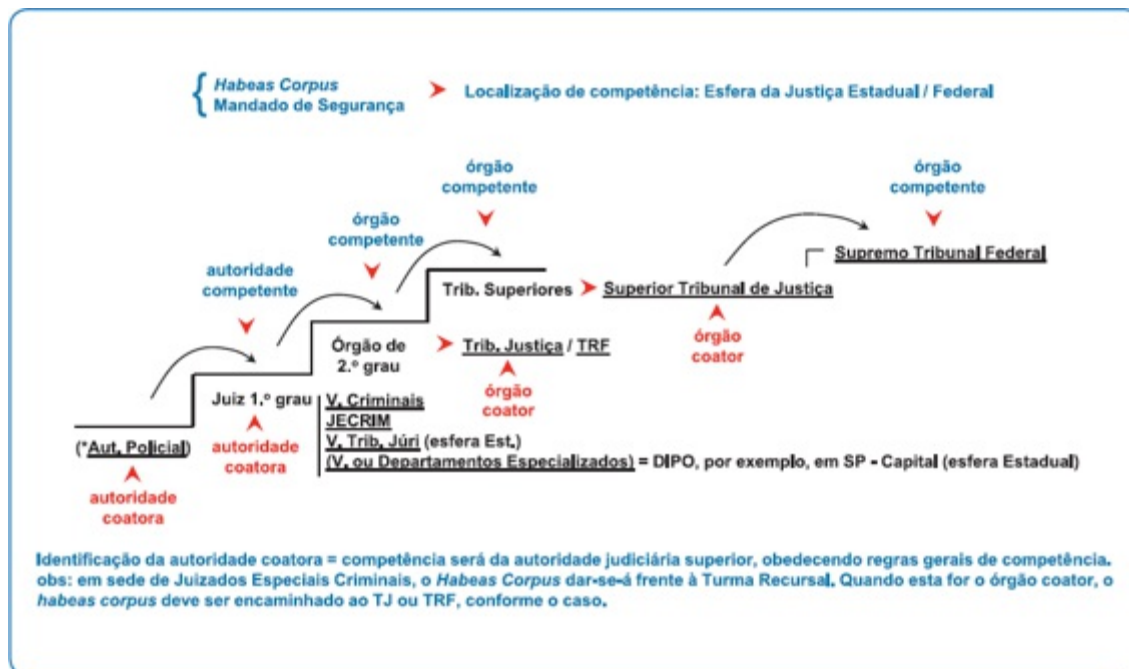 Habeas Corpus
Mandado de Segurança
Localização de competência: Esfera da Justiça Estadual / Federal
órgão
competente
órgão
competente
órgão
competente
autoridade
competente
Supremo Tribunal Federal
Trib. Superiores
Superior Tribunal de Justiça
órgão
coator
Órgão de
2.º grau
Trib. Justiça / TRF
órgão
coator
Juiz 1.º grau
V. Criminais
JECRIM
V. Trib. Júri (esfera Est.)
(V. ou Departamentos Especializados) = DIPO, por exemplo, em SP - Capital (esfera Estadual)
autoridade
coatora
(*Aut. Policial)
autoridade
coatora
Identificação da autoridade coatora = competência será da autoridade judiciária superior, obedecendo regras gerais de competência.
obs: em sede de Juizados Especiais Criminais, o Habeas Corpus dar-se-á frente à Turma Recursal. Quando esta for o órgão coator, o
habeas corpus deve ser encaminhado ao TJ ou TRF, conforme o caso.